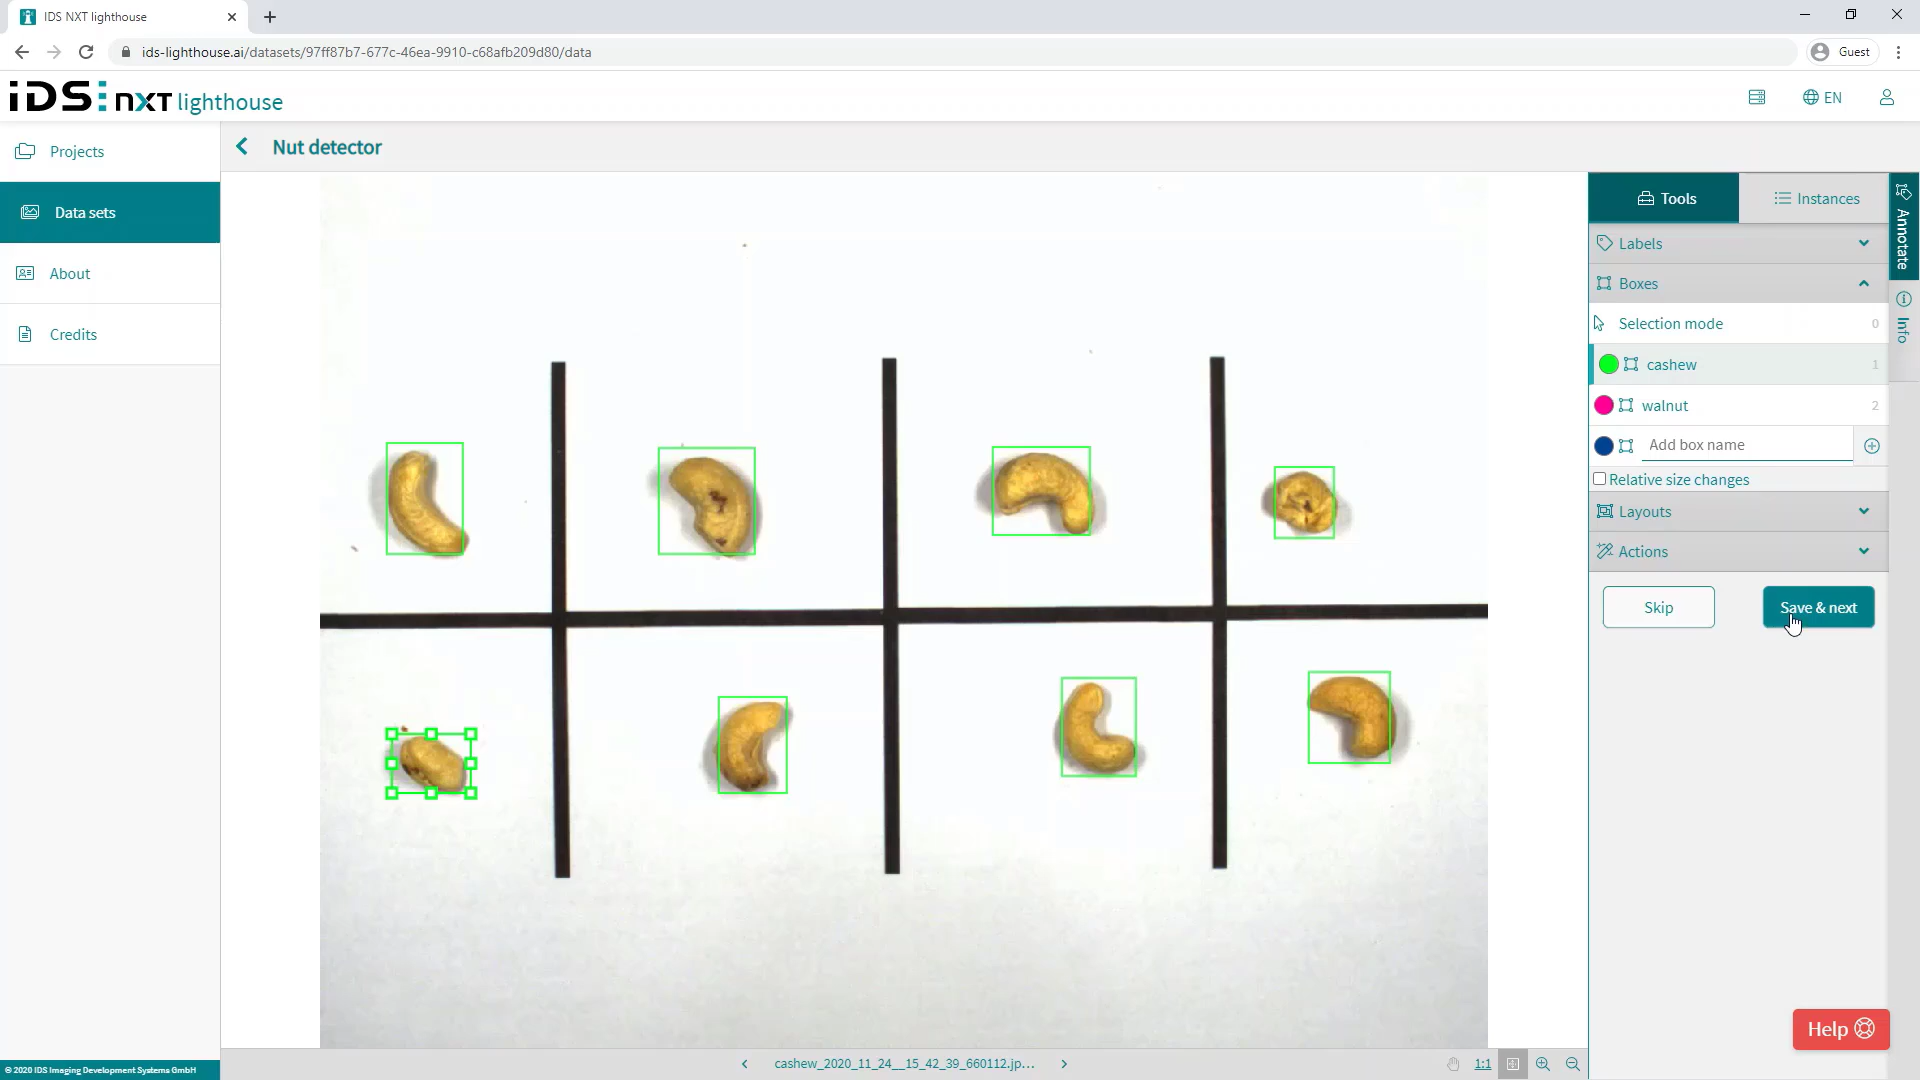 IDS NXT lighthouse
ids-lighthouse.ai/datasets/97ff87b7-677c-46ea-9910-c68afb209d80/data
Guest
iDS nxt lighthouse
EN
Projects
Nut detector
Data sets
Tools
Instances
Annotate
Labels
About
Boxes
Info
Selection mode
0
Credits
cashew
1
walnut
2
Add box name
Relative size changes
Layouts
Actions
Skip
Save & next
Help
cashew_2020_11_24__15_42_39_660112.jp...
1:1
© 2020 IDS Imaging Development Systems GmbH